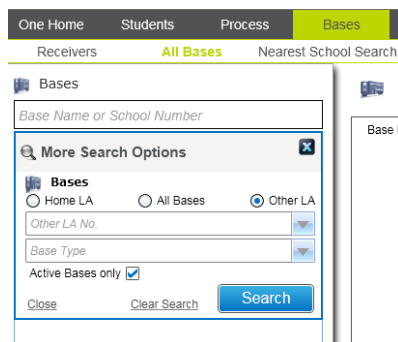 One Home Students Process Bases
Receivers All Bases Nearest School Search
Bases
Base Name or School Number
Base
More Search Options
Bases
Home LA All Bases Other LA
Other LA No.
Base Type
Active Bases only
Close Clear Search Search